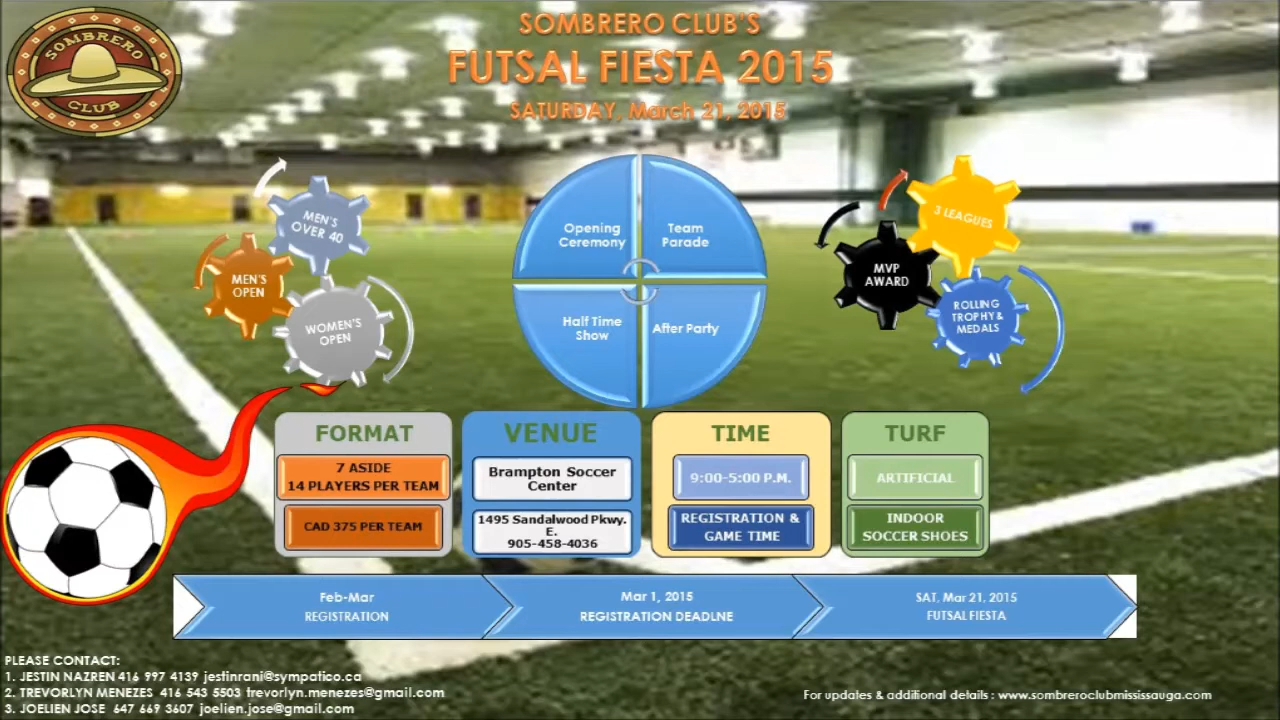 SOMBRERO CLUB'S
FUTSAL FIESTA 2015
SATURDAY, March 21, 2015
SOMBRERO
CLUB
MEN'S
OVER 40
MEN'S
OPEN
WOMEN'S
OPEN
Opening
Ceremony
Team
Parade
Half Time
Show
After Party
3 LEAGUES
MVP
AWARD
ROLLING
TROPHY &
MEDALS
FORMAT
7 ASIDE
14 PLAYERS PER TEAM
CAD 375 PER TEAM
VENUE
Brampton Soccer
Center
1495 Sandalwood Pkwy.
E.
905-458-4036
TIME
9:00-5:00 P.M.
REGISTRATION &
GAME TIME
TURF
ARTIFICIAL
INDOOR
SOCCER SHOES
Feb-Mar
REGISTRATION
Mar 1, 2015
REGISTRATION DEADLNE
SAT, Mar 21, 2015
FUTSAL FIESTA
PLEASE CONTACT:
1. JESTIN NAZREN 416 997 4139 jestinrani@sympatico.ca
2. TREVORLYN MENEZES 416 543 5503 trevorlyn.menezes@gmail.com
3. JOELIEN JOSE 647 669 3607 joelien.jose@gmail.com
For updates & additional details : www.sombreroclubmississauga.com